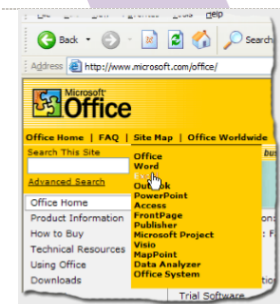 Back
Search
Address http://www.microsoft.com/office/
Microsoft
Office
Office Home | FAQ | Site Map | Office Worldwide
Search This Site
Advanced Search
Office
Word
Outlook
PowerPoint
Access
FrontPage
Publisher
Microsoft Project
Visio
MapPoint
Data Analyzer
Office System
Office Home
Product Information
How to Buy
Technical Resources
Using Office
Downloads
Trial Software